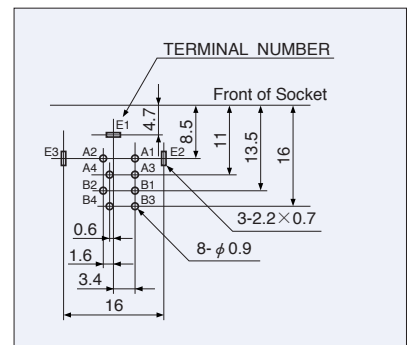 TERMINAL NUMBER
Front of Socket
E1
4.7
8.5
11
13.5
16
E3 A2 A1 E2
A4 A3
B2 B1
B4 B3
3-2.2×0.7
0.6
8-ϕ0.9
1.6
3.4
16